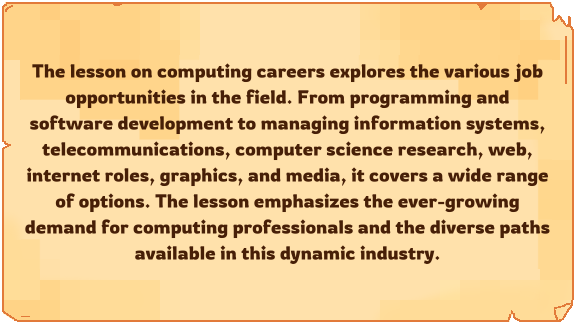 The lesson on computing careers explores the various job
opportunities in the field. From programming and
software development to managing information systems,
telecommunications, computer science research, web,
internet roles, graphics, and media, it covers a wide range
of options. The lesson emphasizes the ever-growing
demand for computing professionals and the diverse paths
available in this dynamic industry.